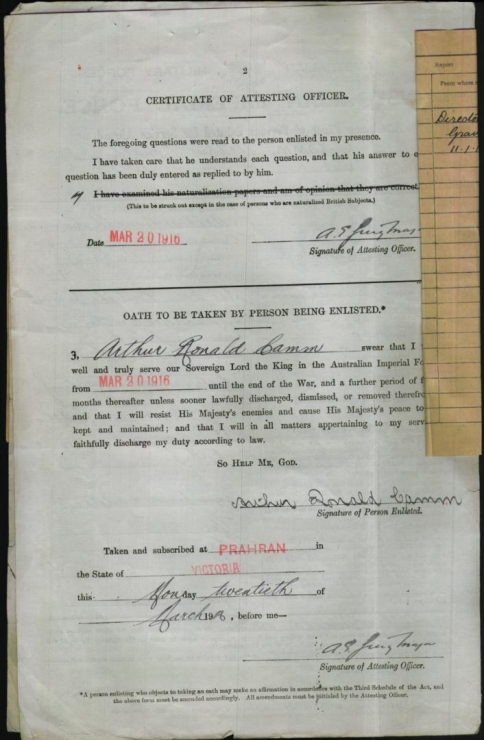 2
CERTIFICATE OF ATTESTING OFFICER.
Report
From whom
The foregoing questions were read to the person enlisted in my presence.
I have taken care that he understands each question, and that his answer to e
question has been duly entered as replied to by him.
I have examined his naturalisation papers and am of opinion that they are correct.
(This to be struck out except in the case of persons who are naturalized British Subjects.)
Directo
Grav
11-1-1
Date MAR 20 1916
Signature of Attesting Officer.
OATH TO BE TAKEN BY PERSON BEING ENLISTED.*
I, Arthur Ronald Camm swear that I
well and truly serve our Sovereign Lord the King in the Australian Imperial Fo
from MAR 20 1916 until the end of the War, and a further period of f
months thereafter unless sooner lawfully discharged, dismissed, or removed therefro
and that I will resist His Majesty's enemies and cause His Majesty's peace to
kept and maintained; and that I will in all matters appertaining to my serv
faithfully discharge my duty according to law.
SO HELP ME, GOD.
Arthur Ronald Camm
Signature of Person Enlisted.
Taken and subscribed at PRAHRAN in
the State of VICTORIA
this Monday twentieth of
March 1916, before me—
Signature of Attesting Officer.
*A person enlisting who objects to taking an oath may make an affirmation in accordance with the Third Schedule of the Act, and
the above form must be amended accordingly. All amendments must be initialed by the Attesting Officer.